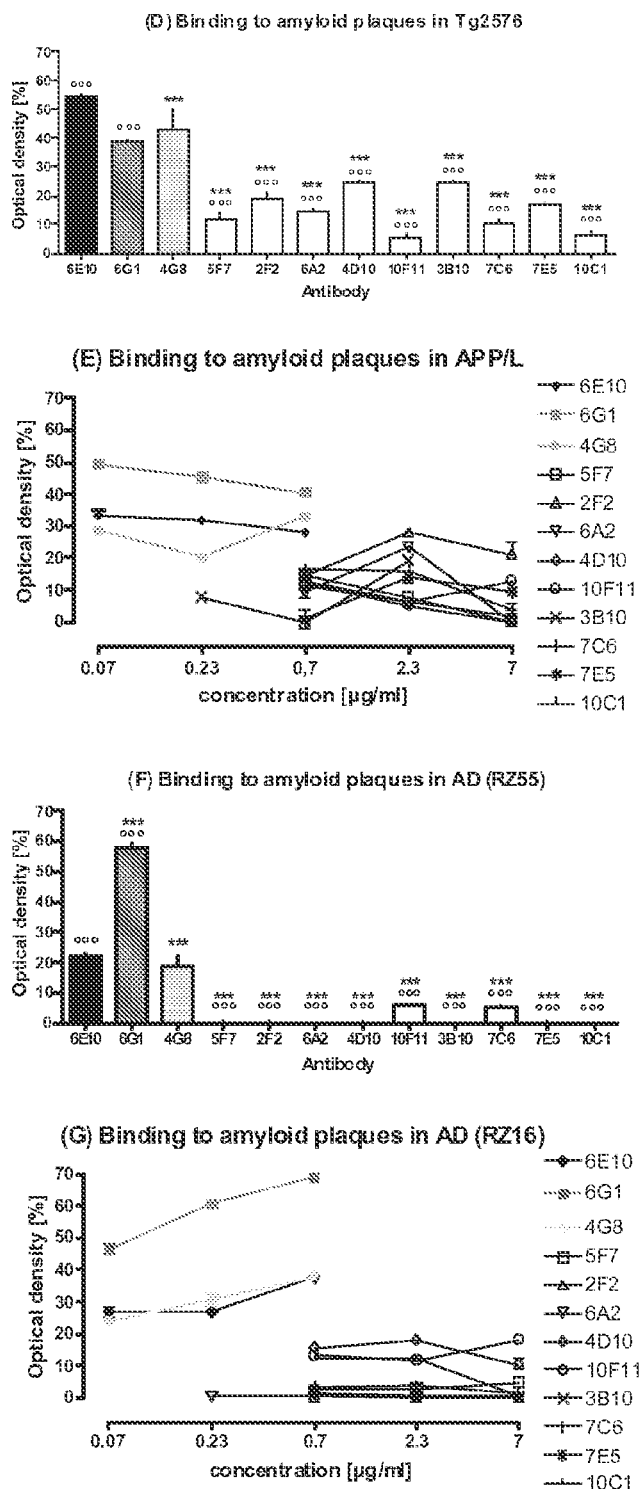 (D) Binding to amyloid plaques in Tg2576
Optical density [%]
70
60
50
40
30
20
10
0
°°° °°° *** *** °°° *** °°° *** °°° *** °°° *** °°° *** °°° *** °°° *** °°° *** °°°
6E10 6G1 4G8 5F7 2F2 6A2 4D10 10F11 3B10 7C6 7E5 10C1
Antibody
(E) Binding to amyloid plaques in APP/L
Optical density [%]
70
60
50
40
30
20
10
0
0.07 0.23 0,7 2.3 7
concentration [µg/ml]
6E10
6G1
4G8
5F7
2F2
6A2
4D10
10F11
3B10
7C6
7E5
10C1
(F) Binding to amyloid plaques in AD (RZ55)
Optical density [%]
70
60
50
40
30
20
10
0
°°° *** °°° *** *** °°° *** °°° *** °°° *** °°° *** °°° *** °°° *** °°° *** °°° *** °°°
6E10 6G1 4G8 5F7 2F2 6A2 4D10 10F11 3B10 7C6 7E5 10C1
Antibody
(G) Binding to amyloid plaques in AD (RZ16)
Optical density [%]
70
60
50
40
30
20
10
0
0.07 0.23 0.7 2.3 7
concentration [µg/ml]
6E10
6G1
4G8
5F7
2F2
6A2
4D10
10F11
3B10
7C6
7E5
10C1